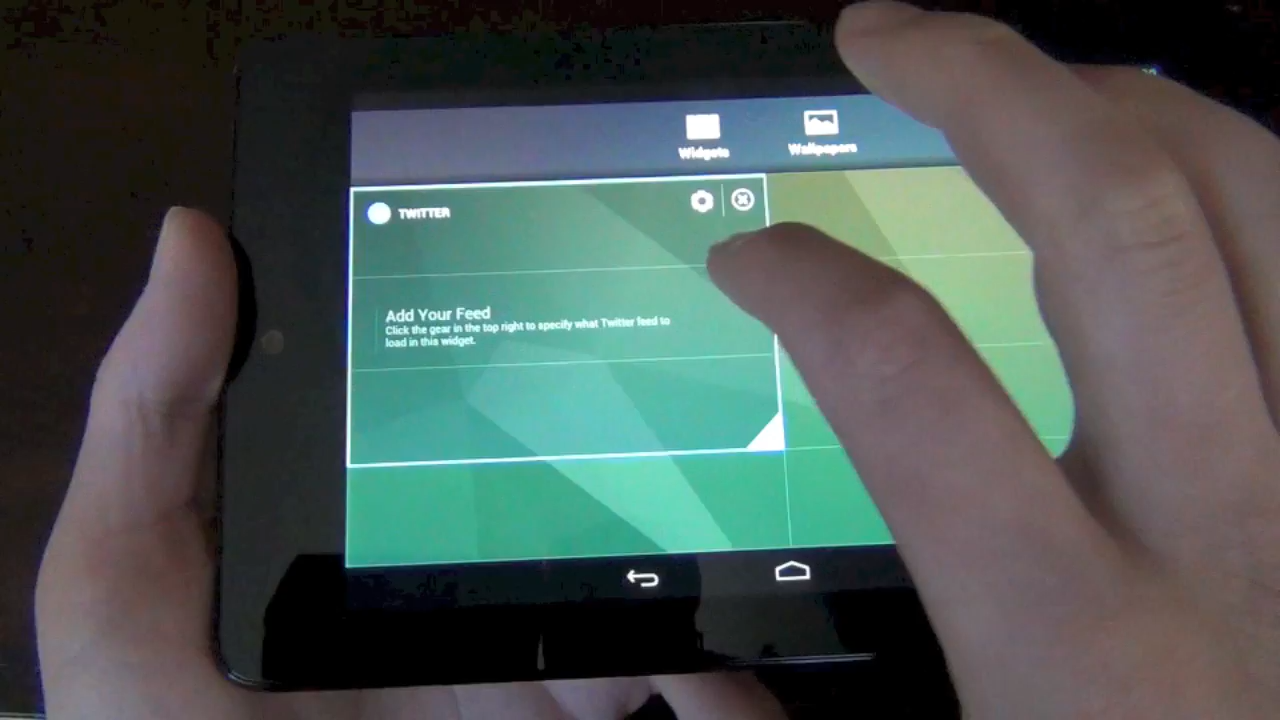 Widgets
Wallpapers
TWITTER
Add Your Feed
Click the gear in the top right to specify what Twitter feed to
load in this widget.